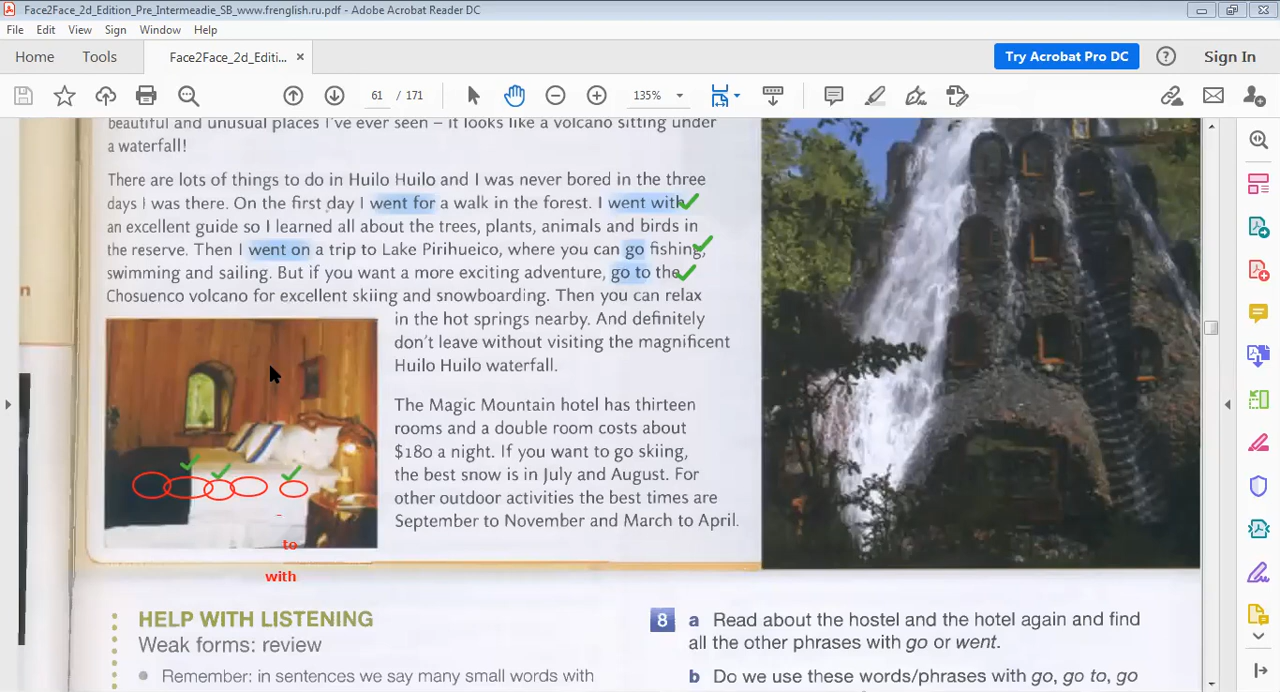 Face2Face_2d_Edition_Pre_Intermeadie_SB_www.frenglish.ru.pdf - Adobe Acrobat Reader DC
File Edit View Sign Window Help
Home Tools Face2Face_2d_Editi... × Try Acrobat Pro DC ? Sign In
61 / 171 135%
beautiful and unusual places I've ever seen – it looks like a volcano sitting under
a waterfall!
There are lots of things to do in Huilo Huilo and I was never bored in the three
days I was there. On the first day I went for a walk in the forest. I went with
an excellent guide so I learned all about the trees, plants, animals and birds in
the reserve. Then I went on a trip to Lake Pirihueico, where you can go fishing,
swimming and sailing. But if you want a more exciting adventure, go to the
Chosuenco volcano for excellent skiing and snowboarding. Then you can relax
in the hot springs nearby. And definitely
don't leave without visiting the magnificent
Huilo Huilo waterfall.
The Magic Mountain hotel has thirteen
rooms and a double room costs about
$180 a night. If you want to go skiing,
the best snow is in July and August. For
other outdoor activities the best times are
September to November and March to April.
-
to
with
n
HELP WITH LISTENING
Weak forms: review
● Remember: in sentences we say many small words with
8 a Read about the hostel and the hotel again and find
all the other phrases with go or went.
b Do we use these words/phrases with go, go to, go